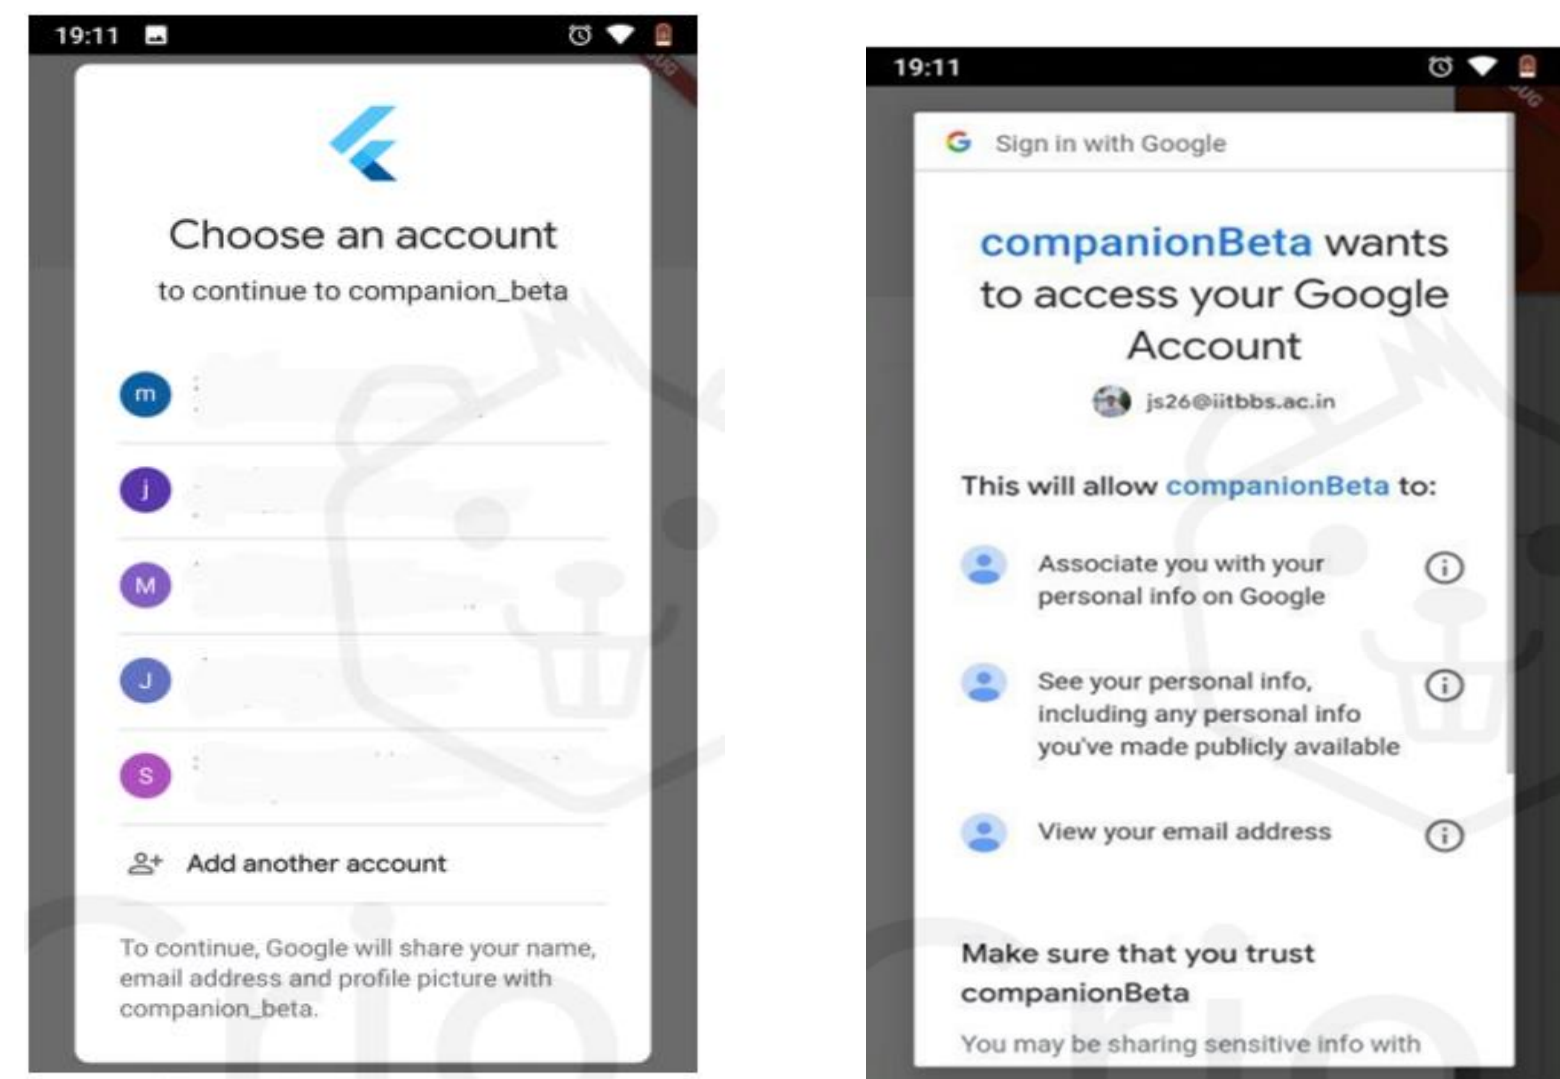 19:11
Choose an account
to continue to companion_beta
m
j
M
J
S
Add another account
To continue, Google will share your name,
email address and profile picture with
companion_beta.
19:11
UG
G Sign in with Google
companionBeta wants
to access your Google
Account
js26@iitbbs.ac.in
This will allow companionBeta to:
Associate you with your
personal info on Google
See your personal info,
including any personal info
you've made publicly available
View your email address
Make sure that you trust
companionBeta
You may be sharing sensitive info with